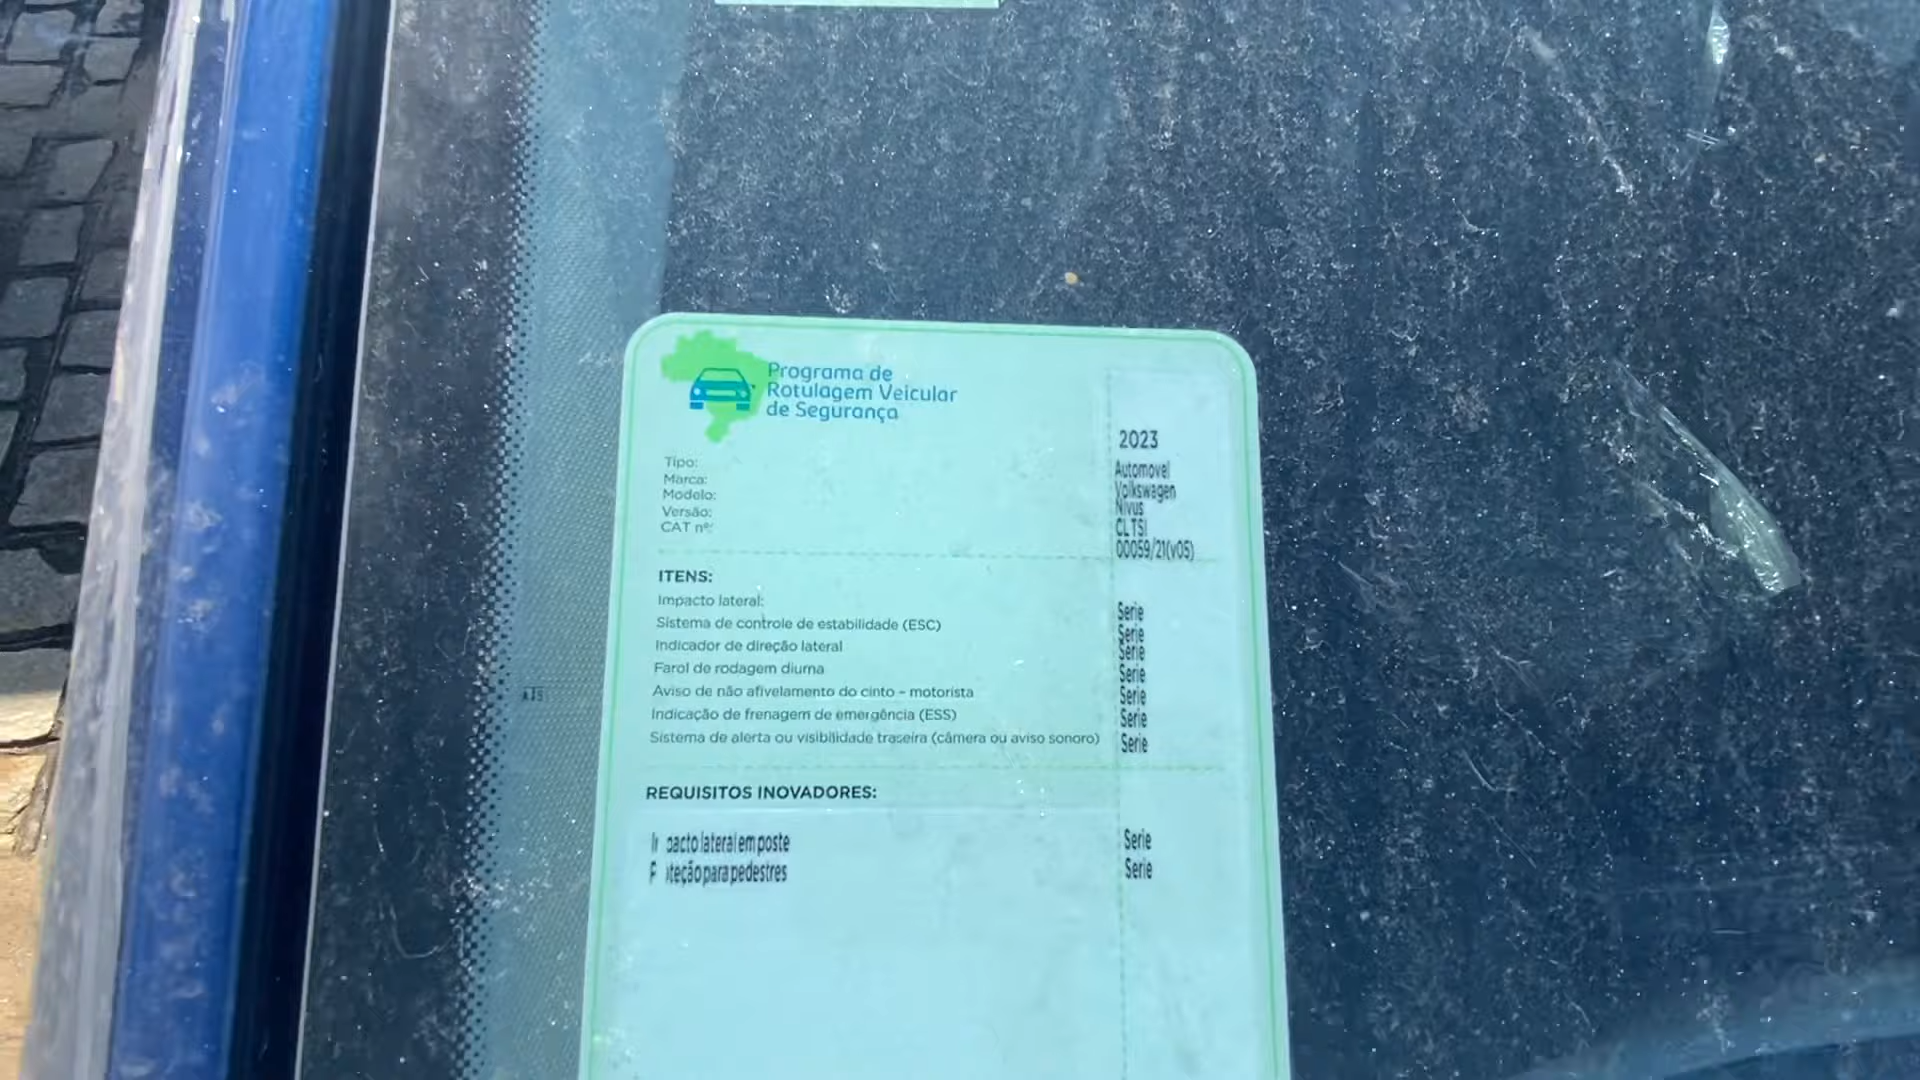 Programa de
Rotulagem Veicular
de Segurança
2023
Tipo: Automovel
Marca: Volkswagen
Modelo: Nivus
Versão: CL TSI
CAT nº: 00059/21(v05)
ITENS:
Impacto lateral: Serie
Sistema de controle de estabilidade (ESC) Serie
Indicador de direção lateral Serie
Farol de rodagem diurna Serie
Aviso de não afivelamento do cinto – motorista Serie
Indicação de frenagem de emergência (ESS) Serie
Sistema de alerta ou visibilidade traseira (câmera ou aviso sonoro) Serie
REQUISITOS INOVADORES:
lateral em poste Serie
para pedestres Serie